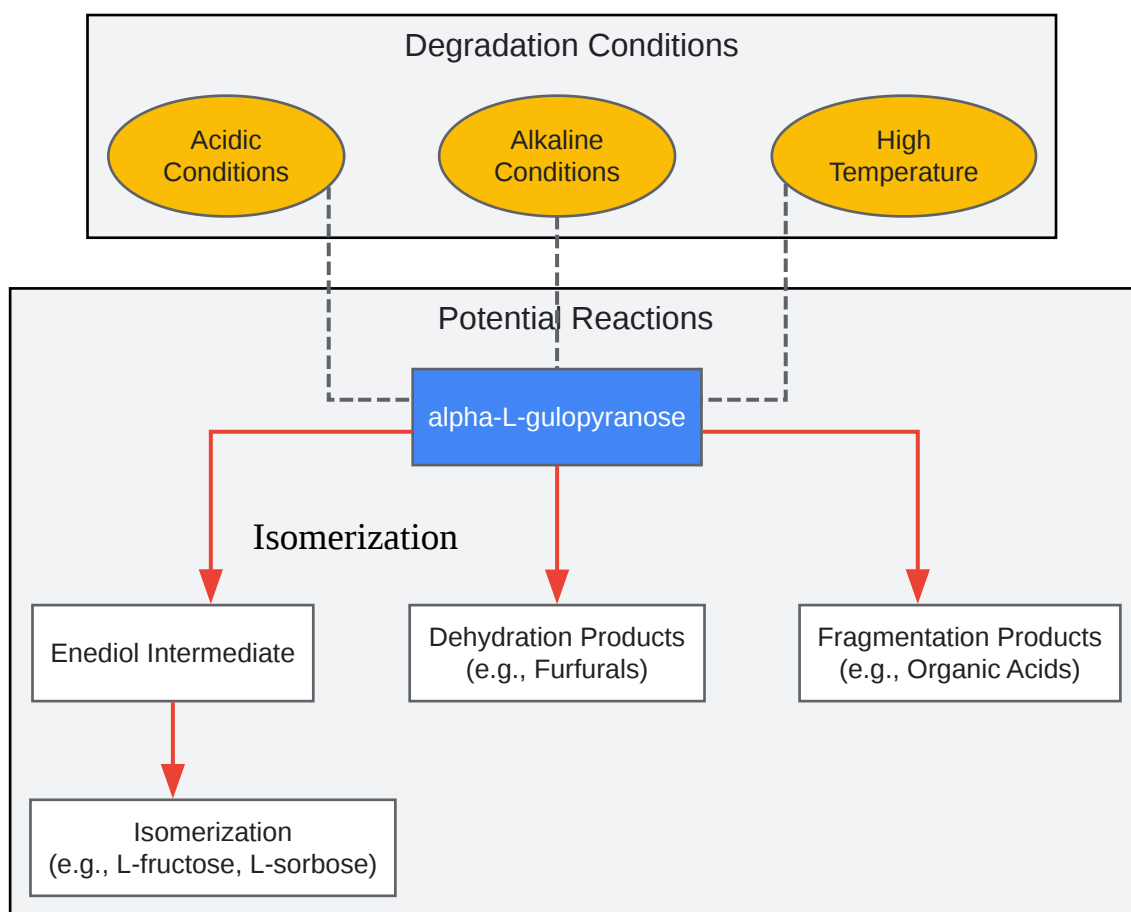 Degradation Conditions
Acidic
Conditions
Alkaline
Conditions
High
Temperature
Potential Reactions
alpha-L-gulopyranose
Isomerization
Enediol Intermediate
Dehydration Products
(e.g., Furfurals)
Fragmentation Products
(e.g., Organic Acids)
Isomerization
(e.g., L-fructose, L-sorbose)